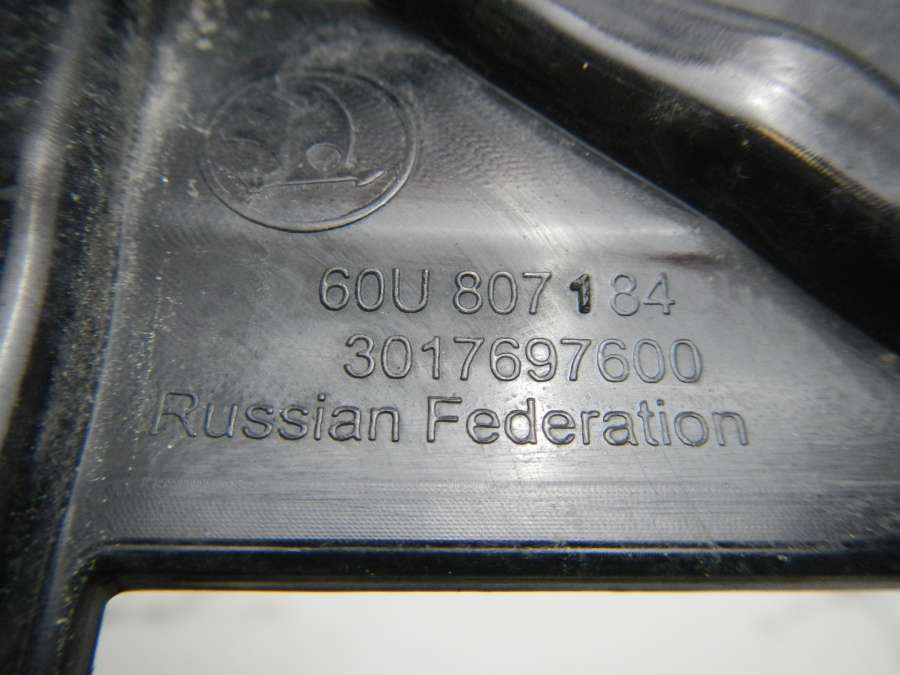 60U 807 184
3017697600
Russian Federation